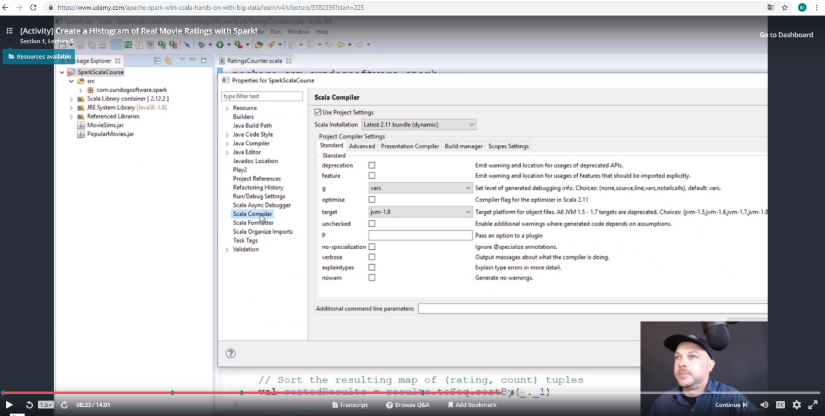 https://www.udemy.com/apache-spark-with-scala-hands-on-with-big-data/learn/v4/t/lecture/5582396?start=225
[Activity] Create a Histogram of Real Movie Ratings with Spark!
Section 1, Lecture 5
Go to Dashboard
Resources available
Package Explorer
RatingsCounter.scala
Run
Window
Help
SparkScalaCourse
src
com.sundogsoftware.spark
Scala Library container [ 2.12.2 ]
JRE System Library [JavaSE-1.8]
Referenced Libraries
MovieSims.jar
PopularMovies.jar
Properties for SparkScalaCourse
type filter text
Resource
Builders
Java Build Path
Java Code Style
Java Compiler
Java Editor
Javadoc Location
Play2
Project References
Refactoring History
Run/Debug Settings
Scala Async Debugger
Scala Compiler
Scala Formatter
Scala Organize Imports
Task Tags
Validation
Scala Compiler
Use Project Settings
Scala Installation Latest 2.11 bundle (dynamic)
Project Compiler Settings
Standard Advanced Presentation Compiler Build manager Scopes Settings
Standard
deprecation Emit warning and location for usages of deprecated APIs.
feature Emit warning and location for usages of features that should be imported explicitly.
g vars Set level of generated debugging info. Choices: (none,source,line,vars,notailcalls), default: vars.
optimise Compiler flag for the optimizer in Scala 2.11
target jvm-1.8 Target platform for object files. All JVM 1.5 - 1.7 targets are deprecated. Choices: (jvm-1.5,jvm-1.6,jvm-1.7,jvm-1.8
unchecked Enable additional warnings where generated code depends on assumptions.
P Pass an option to a plugin
no-specialization Ignore @specialize annotations.
verbose Output messages about what the compiler is doing.
explaintypes Explain type errors in more detail.
nowarn Generate no warnings.
Additional command line parameters:
// Sort the resulting map of (rating, count) tuples
val sortedResults = results.toSeq.sortBy(_._1)
1.5x
08:33 / 14:01
Transcript
Browse Q&A
Add Bookmark
Continue